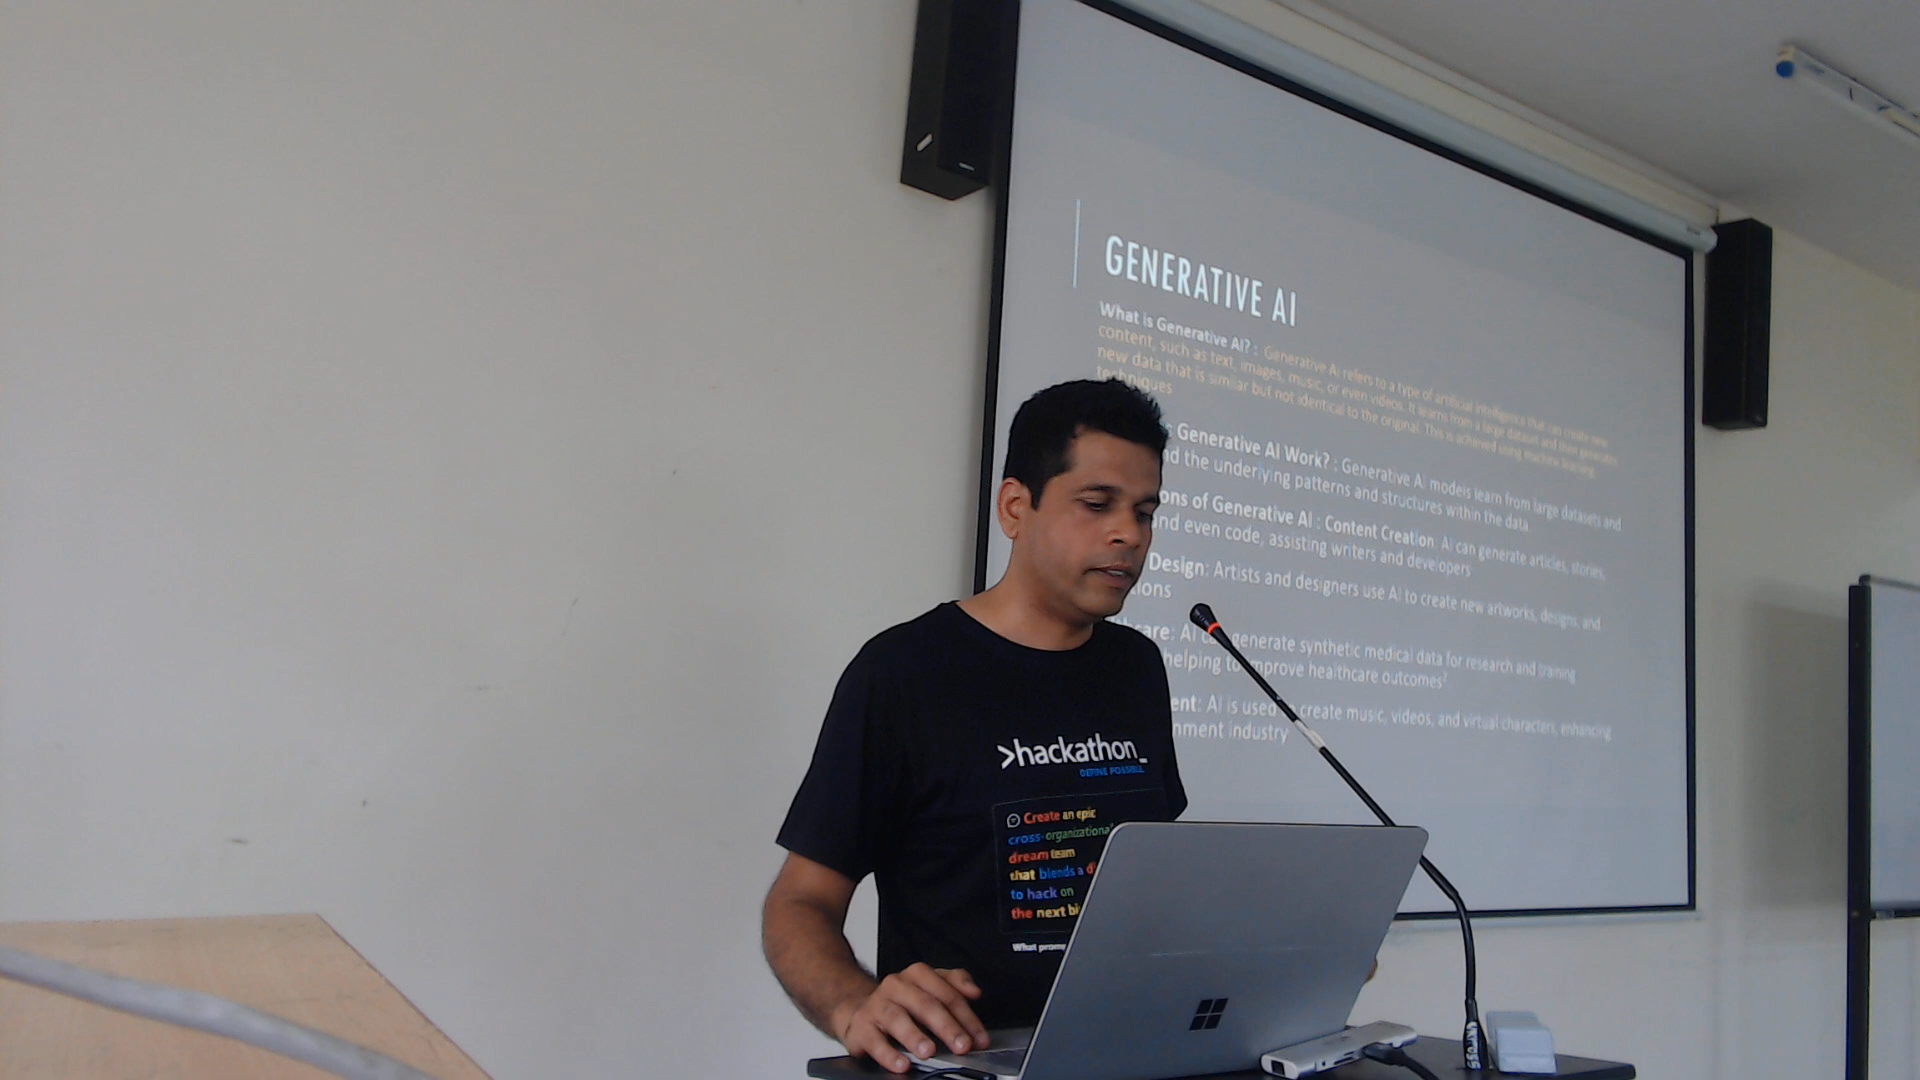 GENERATIVE AI
What is Generative AI? : Generative AI refers to a type of artificial intelligence that can create new
content, such as text, images, music, or even videos. It learns from a large dataset and then generates
new data that is similar but not identical to the original. This is achieved using machine learning
techniques
Generative AI Work? : Generative AI models learn from large datasets and
the underlying patterns and structures within the data
of Generative AI : Content Creation: AI can generate articles, stories,
and even code, assisting writers and developers
Design: Artists and designers use AI to create new artworks, designs, and
care: AI can generate synthetic medical data for research and training
helping to improve healthcare outcomes²
AI is used to create music, videos, and virtual characters, enhancing
industry
>hackathon_
DEFINE POSSIBLE
Create an epic
cross-organizational
dream team
that blends a
to hack on
the next
What